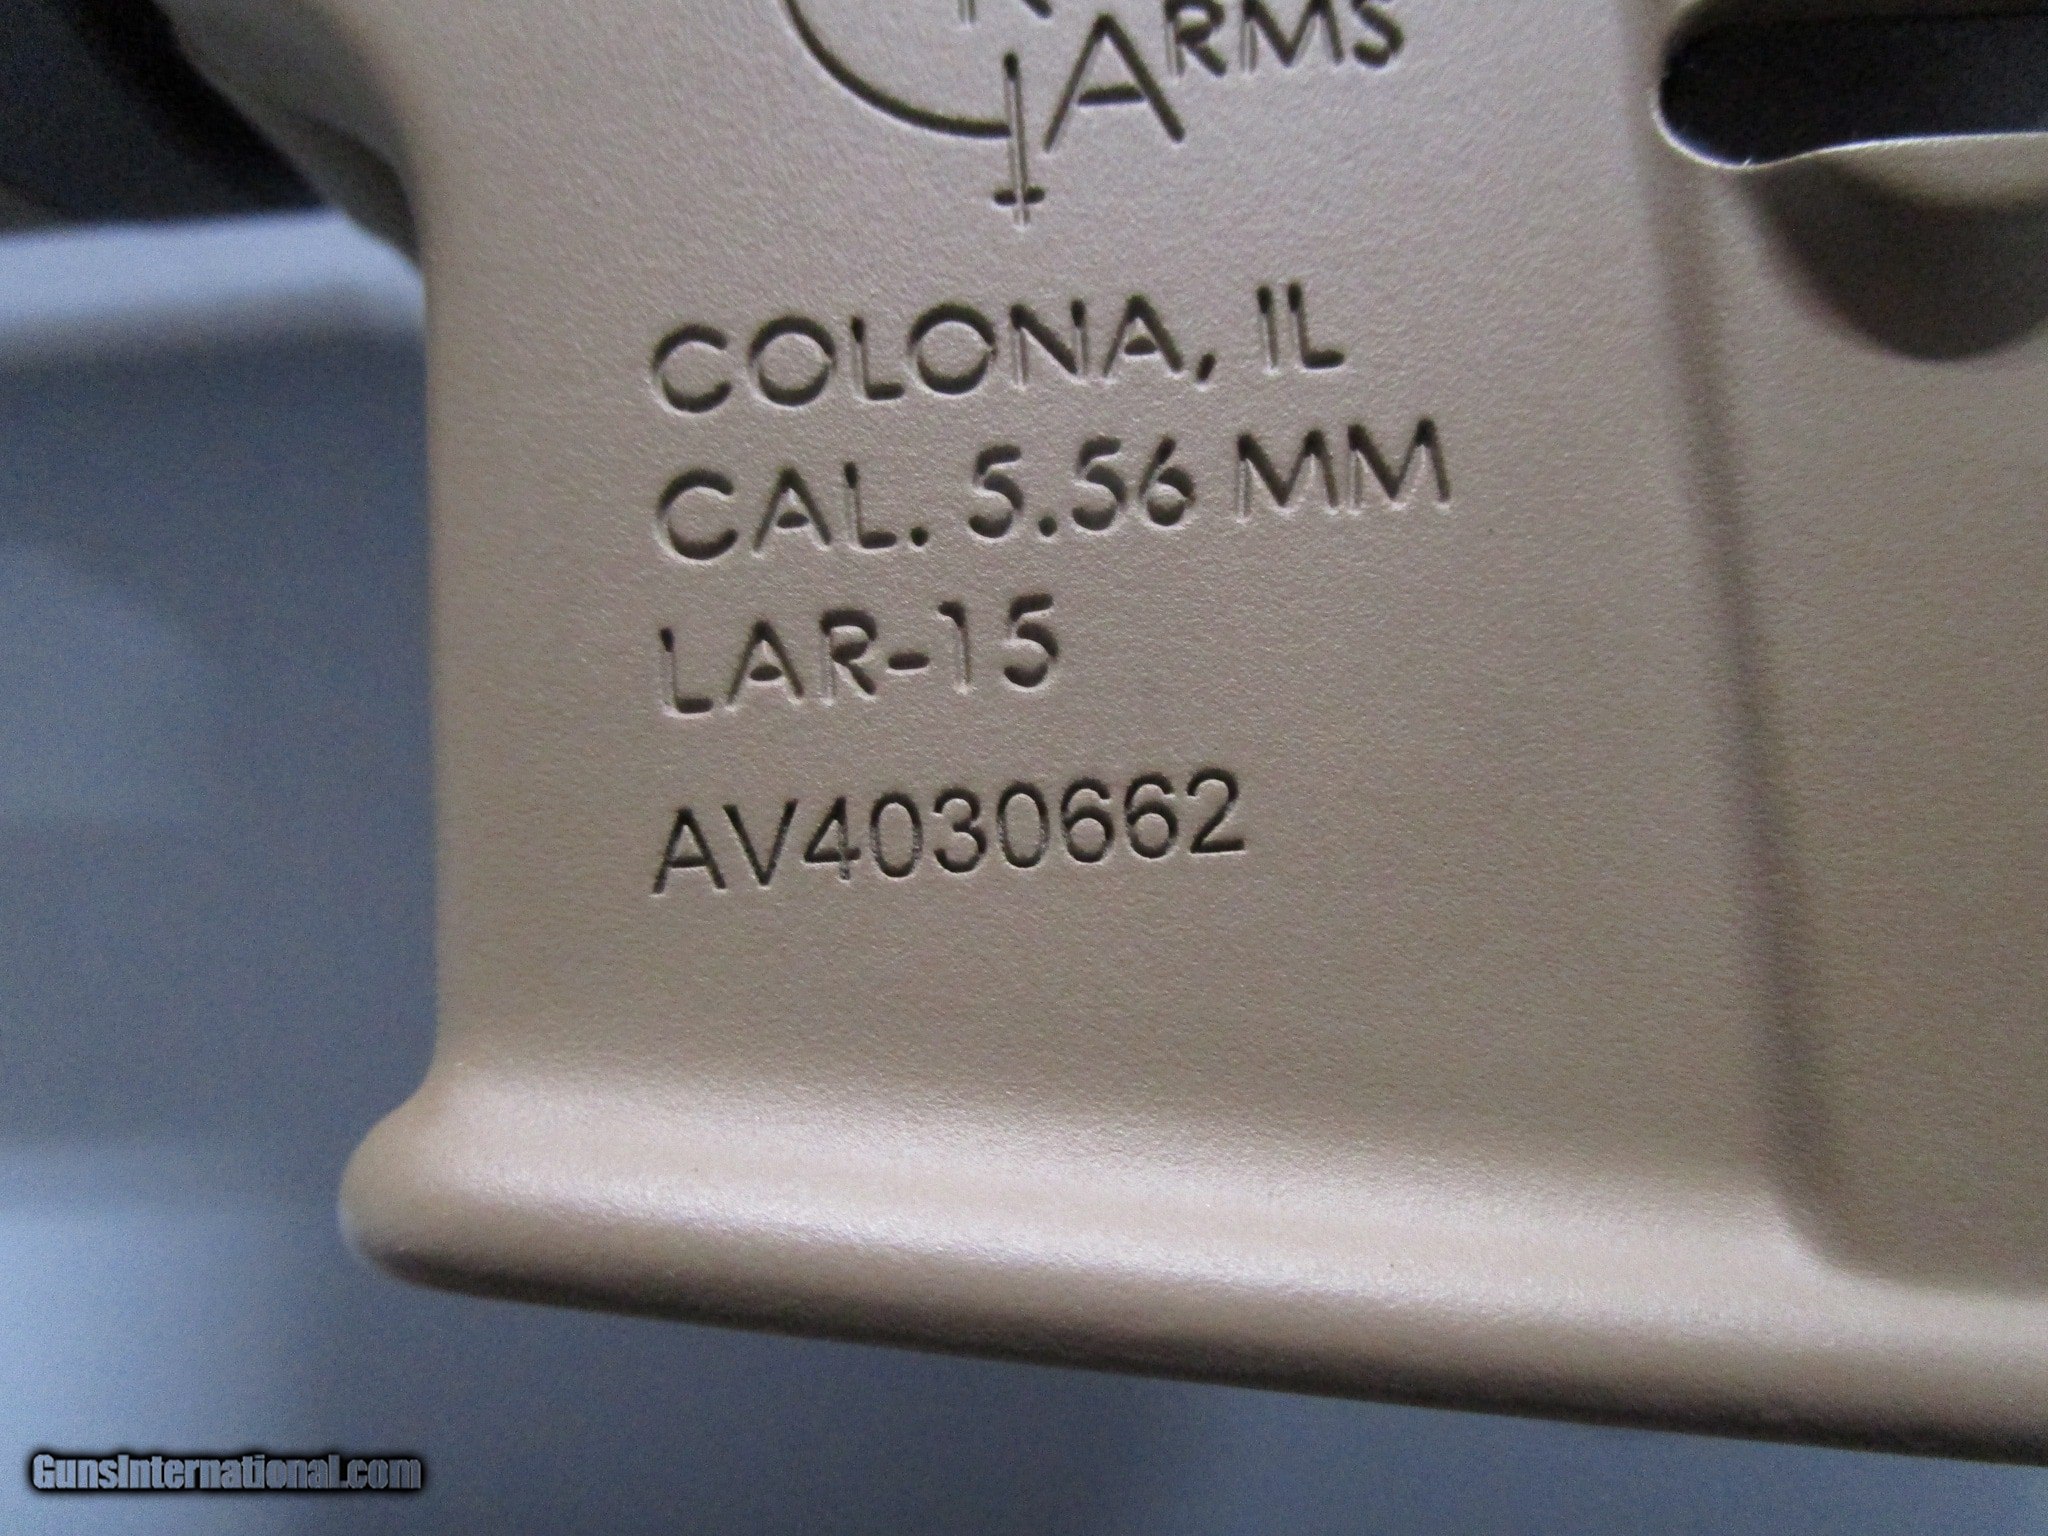 ARMS
COLONA, IL
CAL. 5.56 MM
LAR-15
AV4030662
GunsInternational.com